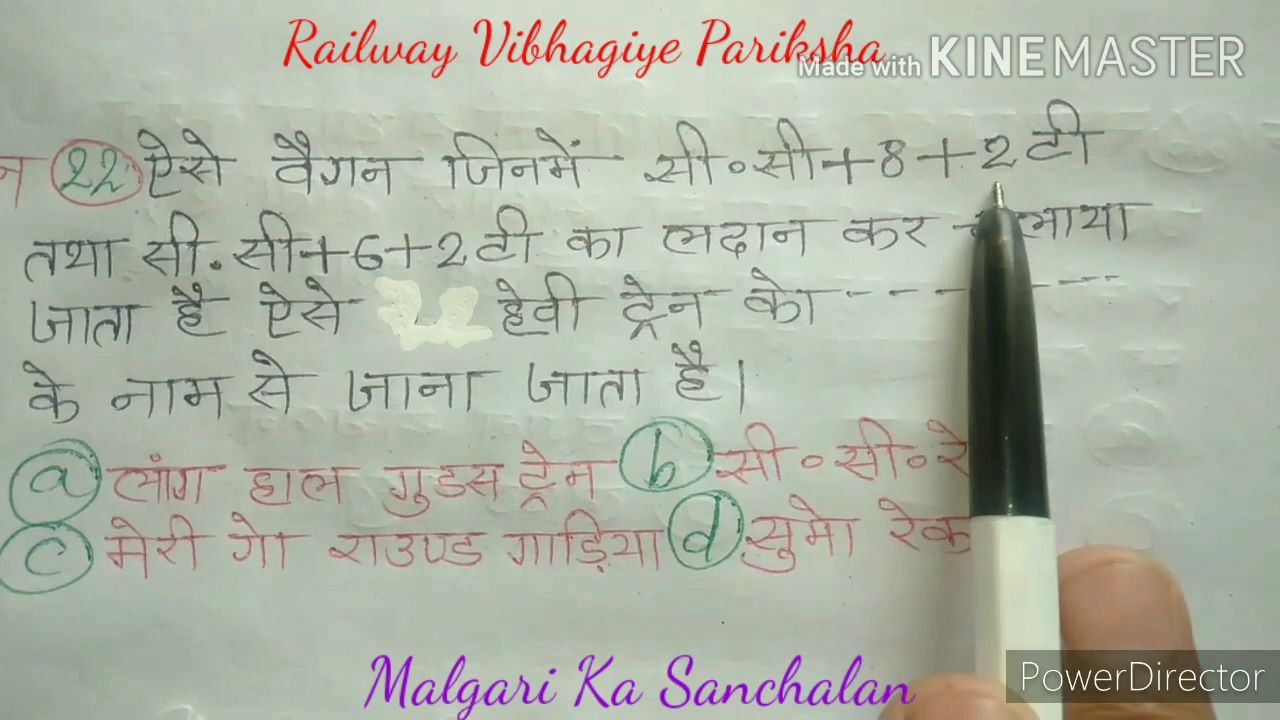 Railway Vibhagiye Pariksha
Made with KINEMASTER
न 22 ऐसे वैगन जिनमें सी॰सी+8+2टी
तथा सी.सी+6+2टी का लदान कर
जाता है ऐसे हेवी ट्रेन को -------
के नाम से जाना जाता है।
a लांग हाल गुडस ट्रेन b सी॰सी॰रे
c मेरी गो राउण्ड गाड़िया d सुमो रेक
Malgari Ka Sanchalan
PowerDirector